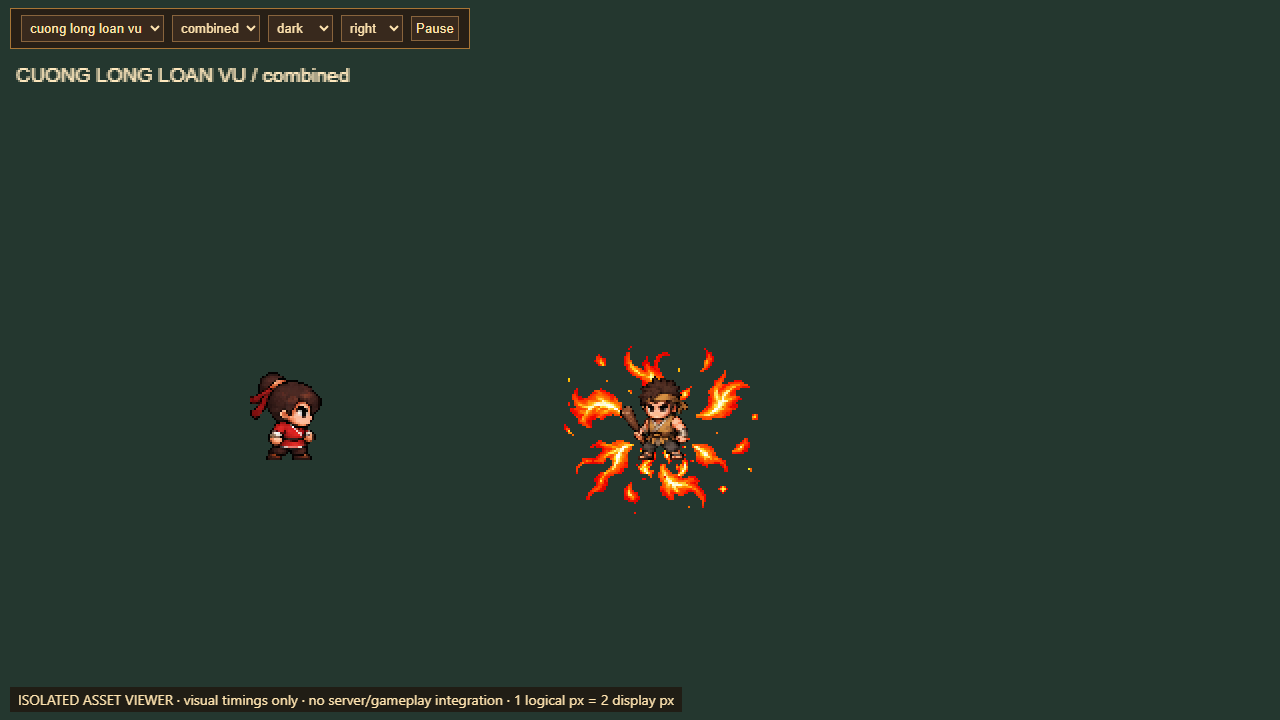 cuong long loan vu combined dark right Pause
CUONG LONG LOAN VU / combined
ISOLATED ASSET VIEWER · visual timings only · no server/gameplay integration · 1 logical px = 2 display px